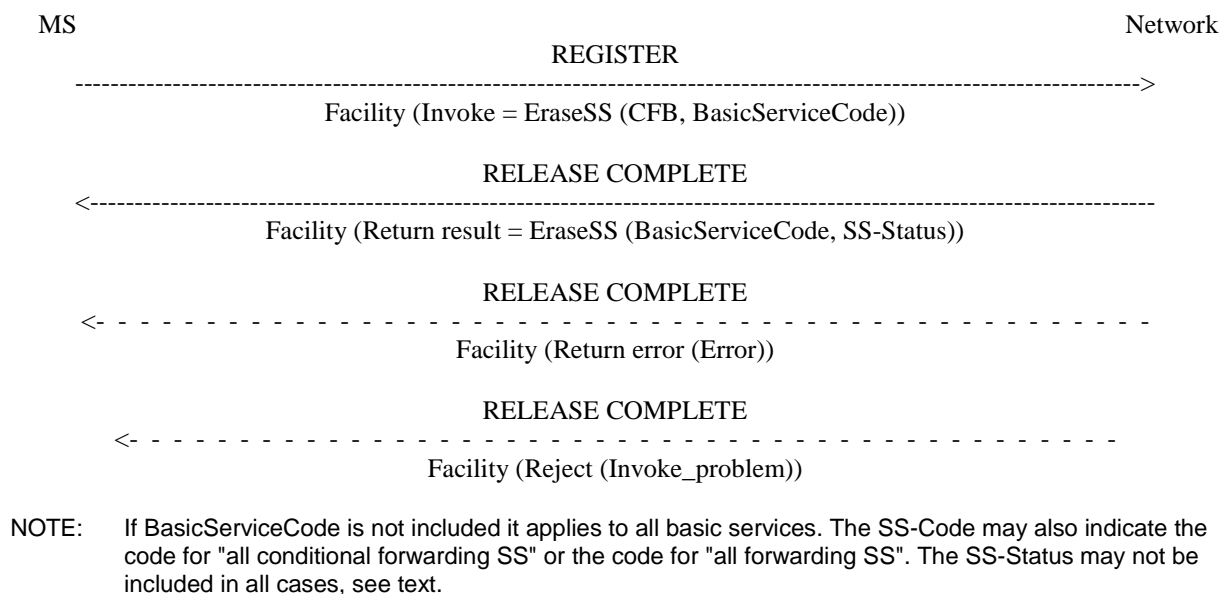 MS Network
REGISTER
------------------------------------------------------------------------------------------------------------------------>
Facility (Invoke = EraseSS (CFB, BasicServiceCode))
RELEASE COMPLETE
<------------------------------------------------------------------------------------------------------------------------
Facility (Return result = EraseSS (BasicServiceCode, SS-Status))
RELEASE COMPLETE
<- - - - - - - - - - - - - - - - - - - - - - - - - - - - - - - - - - - - - - - - - - - - - - - - -
Facility (Return error (Error))
RELEASE COMPLETE
<- - - - - - - - - - - - - - - - - - - - - - - - - - - - - - - - - - - - - - - - - - - - - -
Facility (Reject (Invoke_problem))
NOTE: If BasicServiceCode is not included it applies to all basic services. The SS-Code may also indicate the
code for "all conditional forwarding SS" or the code for "all forwarding SS". The SS-Status may not be
included in all cases, see text.